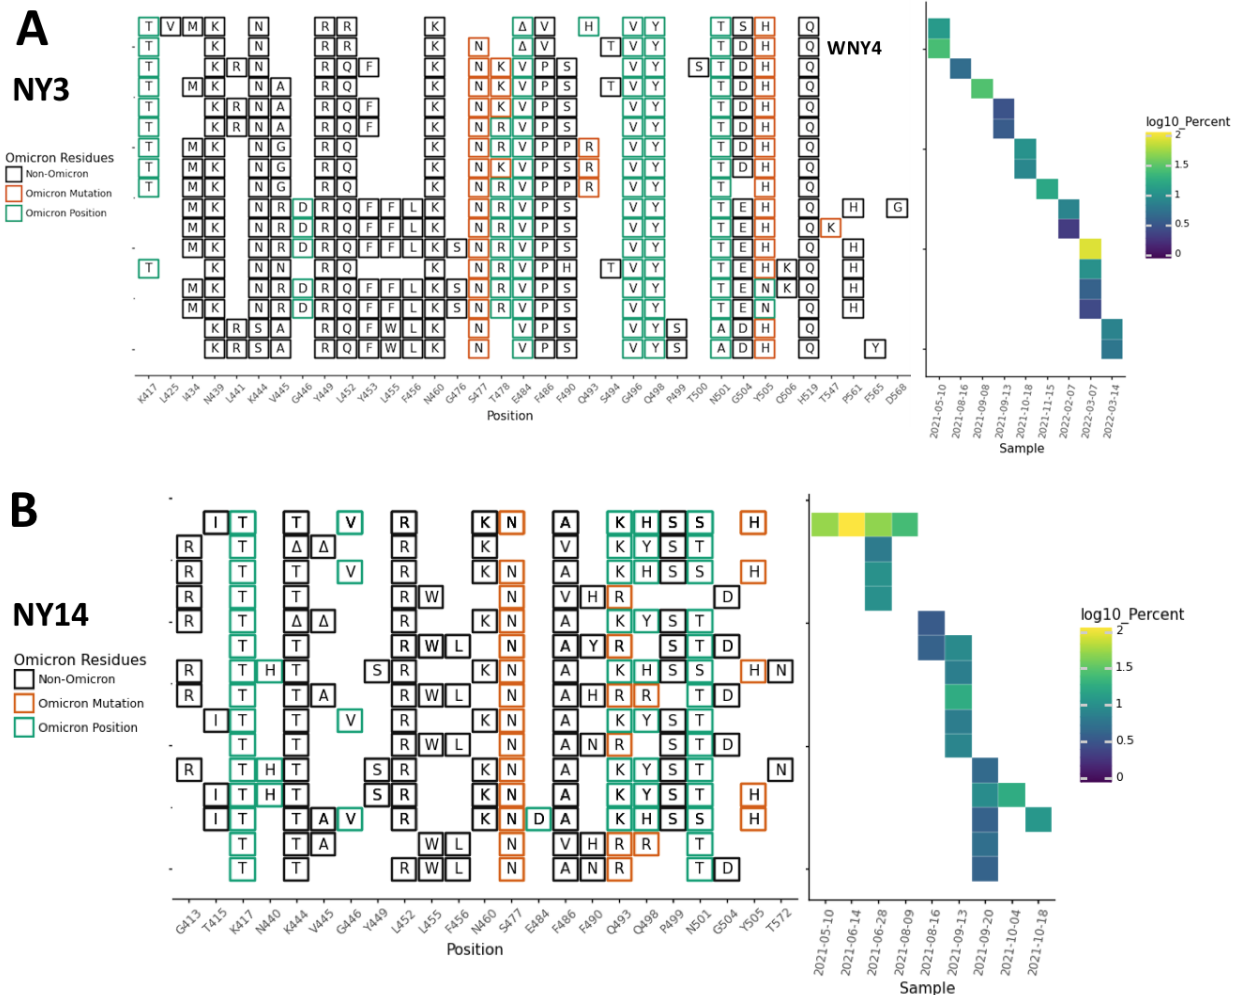 A
NY3
T V M K N R R K Δ V H V Y T S H Q
T K N R R K N Δ V T V Y T D H Q
WNY4
T K R N R Q F K N K V P S V Y S T D H Q
T M K N A R Q K N K V P S T V Y T D H Q
T K R N A R Q F K N K V P S V Y T D H Q
T K R N A R Q F K N R V P S V Y T D H Q
T M K N G R Q K N R V P S R V Y T D H Q
T M K N G R Q K N K V P S R V Y T D H Q
T M K N G R Q K N R V P P R V Y T H Q
M K N R D R Q F F L K N R V P S V Y T E H Q H G
M K N R D R Q F F L K N R V P S V Y T E H Q K
M K N R D R Q F F L K S N R V P S V Y T E H Q H
T K N N R Q K N R V P H T V Y T E H K Q H
M K N R D R Q F F L K S N R V P S V Y T E N K Q H
M K N R D R Q F F L K S N R V P S V Y T E N Q H
K R S A R Q F W L K N V P S V Y S A D H Q
K R S A R Q F W L K N V P S V Y S A D H Q Y
Omicron Residues
Non-Omicron
Omicron Mutation
Omicron Position
K417 L425 I434 N439 L441 K444 V445 G446 Y449 L452 Y453 L455 F456 N460 G476 S477 T478 E484 F486 F490 Q493 S494 G496 Q498 P499 T500 N501 G504 Y505 Q506 H519 T547 P561 F565 D568
Position
2021-05-10 2021-08-16 2021-09-08 2021-09-13 2021-10-18 2021-11-15 2022-02-07 2022-03-07 2022-03-14
Sample
log10_Percent
2
1.5
1
0.5
0
B
NY14
I T T V R K N A K H S S H
R T Δ Δ R K V K Y S T
R T T V R K N A K H S S H
R T T R W N V H R D
R T Δ Δ R K N A K Y S T
T T R W L N A Y R S T D
R T H T S R K N A K H S S H N
R T T A R W L N A H R R T D
I T T V R K N A K Y S T
T T R W L N A N R S T D
R T H T S R K N A K Y S T N
I T H T S R K N A K Y S T H
I T T A V R K N D A K H S S H
T T A W L N V H R R T
T T R W L N A N R T D
Omicron Residues
Non-Omicron
Omicron Mutation
Omicron Position
G413 T415 K417 N440 K444 V445 G446 Y449 L452 L455 F456 N460 S477 E484 F486 F490 Q493 Q498 P499 N501 G504 Y505 T572
Position
2021-05-10 2021-06-14 2021-06-28 2021-08-09 2021-08-16 2021-09-13 2021-09-20 2021-10-04 2021-10-18
Sample
log10_Percent
2
1.5
1
0.5
0